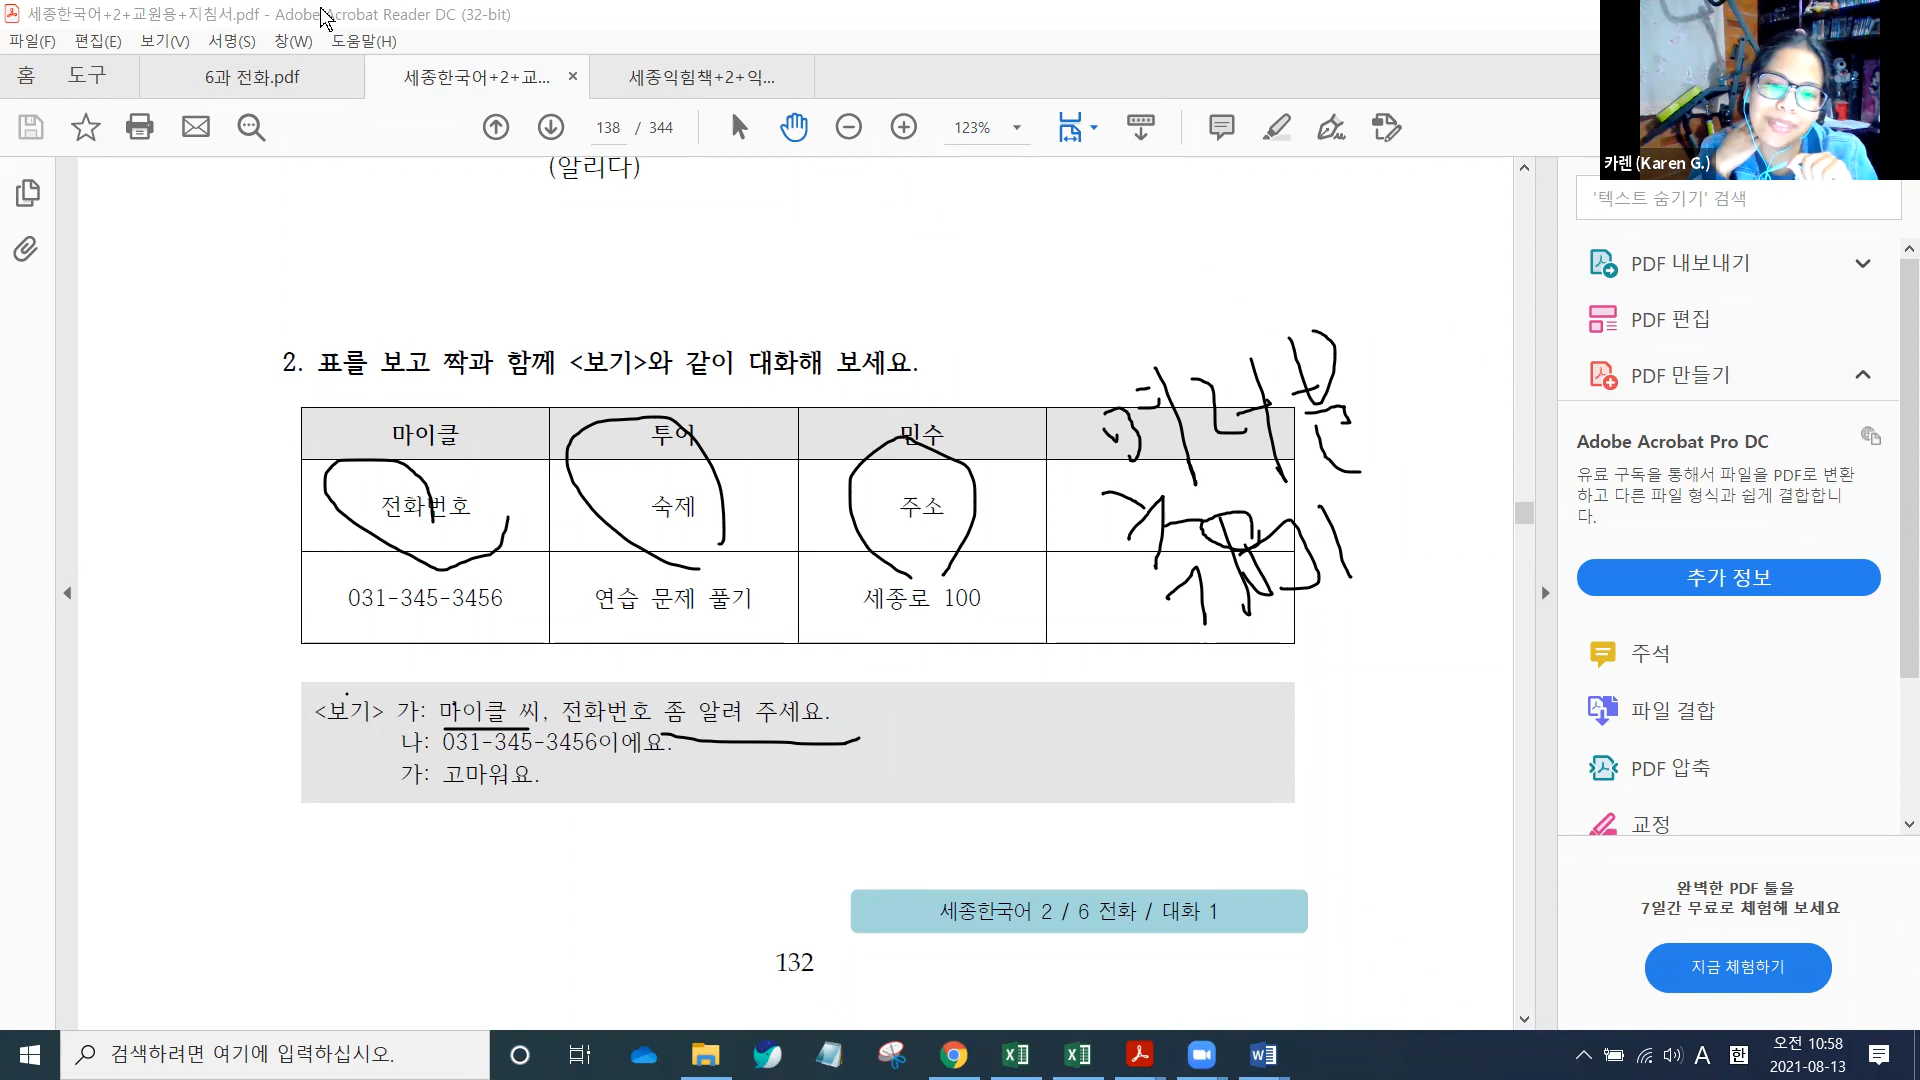 세종한국어+2+교원용+지침서.pdf - Adobe Acrobat Reader DC (32-bit)
파일(F) 편집(E) 보기(V) 서명(S) 창(W) 도움말(H)
홈 도구 6과 전화.pdf 세종한국어+2+교... × 세종익힘책+2+익...
138 / 344 123%
카렌 (Karen G.)
(알리다)
2. 표를 보고 짝과 함께 <보기>와 같이 대화해 보세요.
마이클 투이 민수
전화번호 숙제 주소
031-345-3456 연습 문제 풀기 세종로 100
<보기> 가: 마이클 씨, 전화번호 좀 알려 주세요.
나: 031-345-3456이에요.
가: 고마워요.
세종한국어 2 / 6 전화 / 대화 1
132
'텍스트 숨기기' 검색
PDF 내보내기
PDF 편집
PDF 만들기
Adobe Acrobat Pro DC
유료 구독을 통해서 파일을 PDF로 변환
하고 다른 파일 형식과 쉽게 결합합니
다.
추가 정보
주석
파일 결합
PDF 압축
교정
완벽한 PDF 툴을
7일간 무료로 체험해 보세요
지금 체험하기
검색하려면 여기에 입력하십시오.
A 한
오전 10:58
2021-08-13